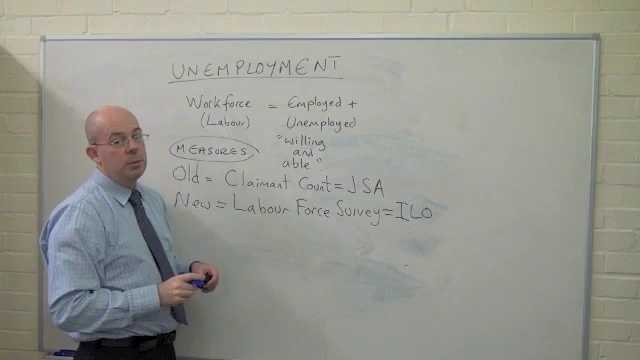 UNEMPLOYMENT
Workforce = Employed +
(Labour) Unemployed
"willing
and
able".
MEASURES
Old = Claimant Count = JSA
New = Labour Force Survey = ILO